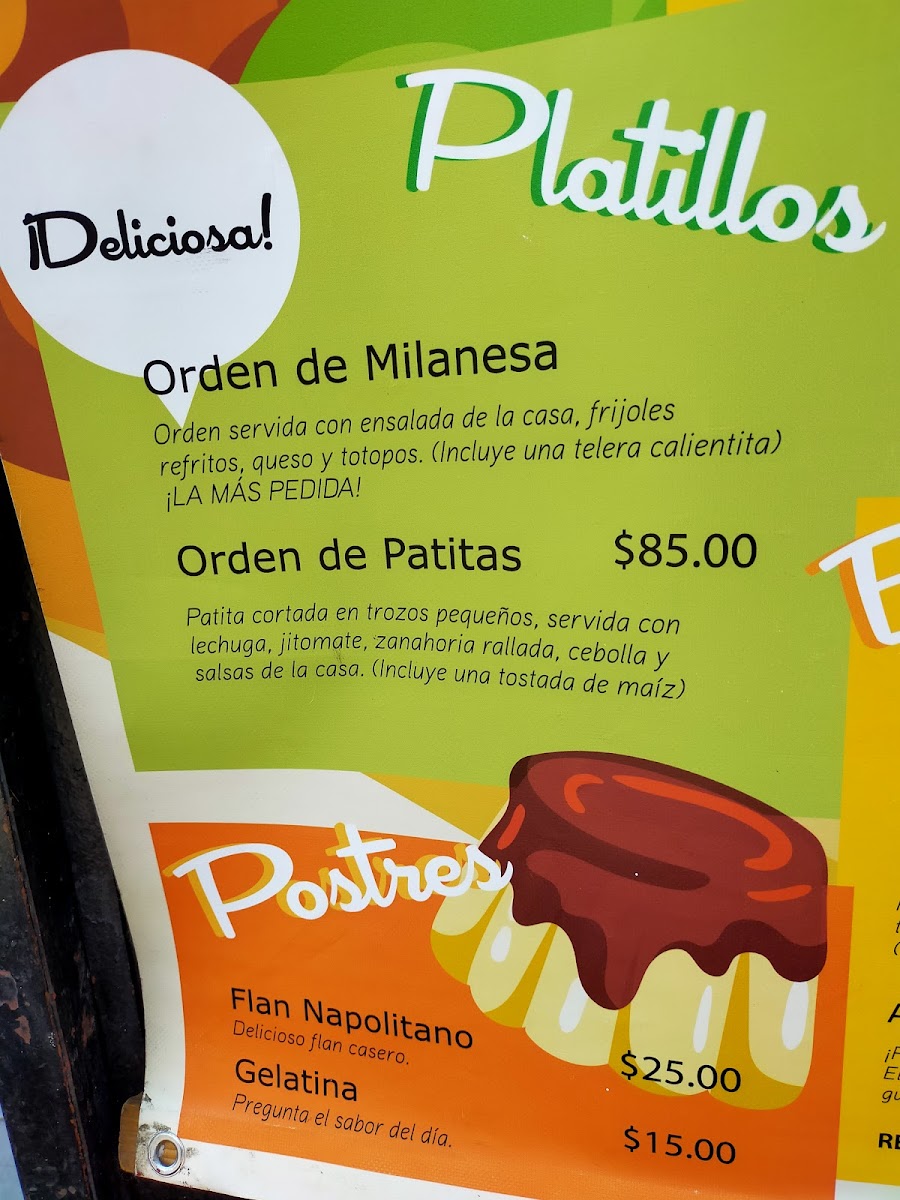 ¡Deliciosa!
Platillos
Orden de Milanesa
Orden servida con ensalada de la casa, frijoles
refritos, queso y totopos. (Incluye una telera calientita)
¡LA MÁS PEDIDA!
Orden de Patitas $85.00
Patita cortada en trozos pequeños, servida con
lechuga, jitomate, zanahoria rallada, cebolla y
salsas de la casa. (Incluye una tostada de maíz)
Postres
Flan Napolitano
Delicioso flan casero.
$25.00
Gelatina
Pregunta el sabor del día.
$15.00